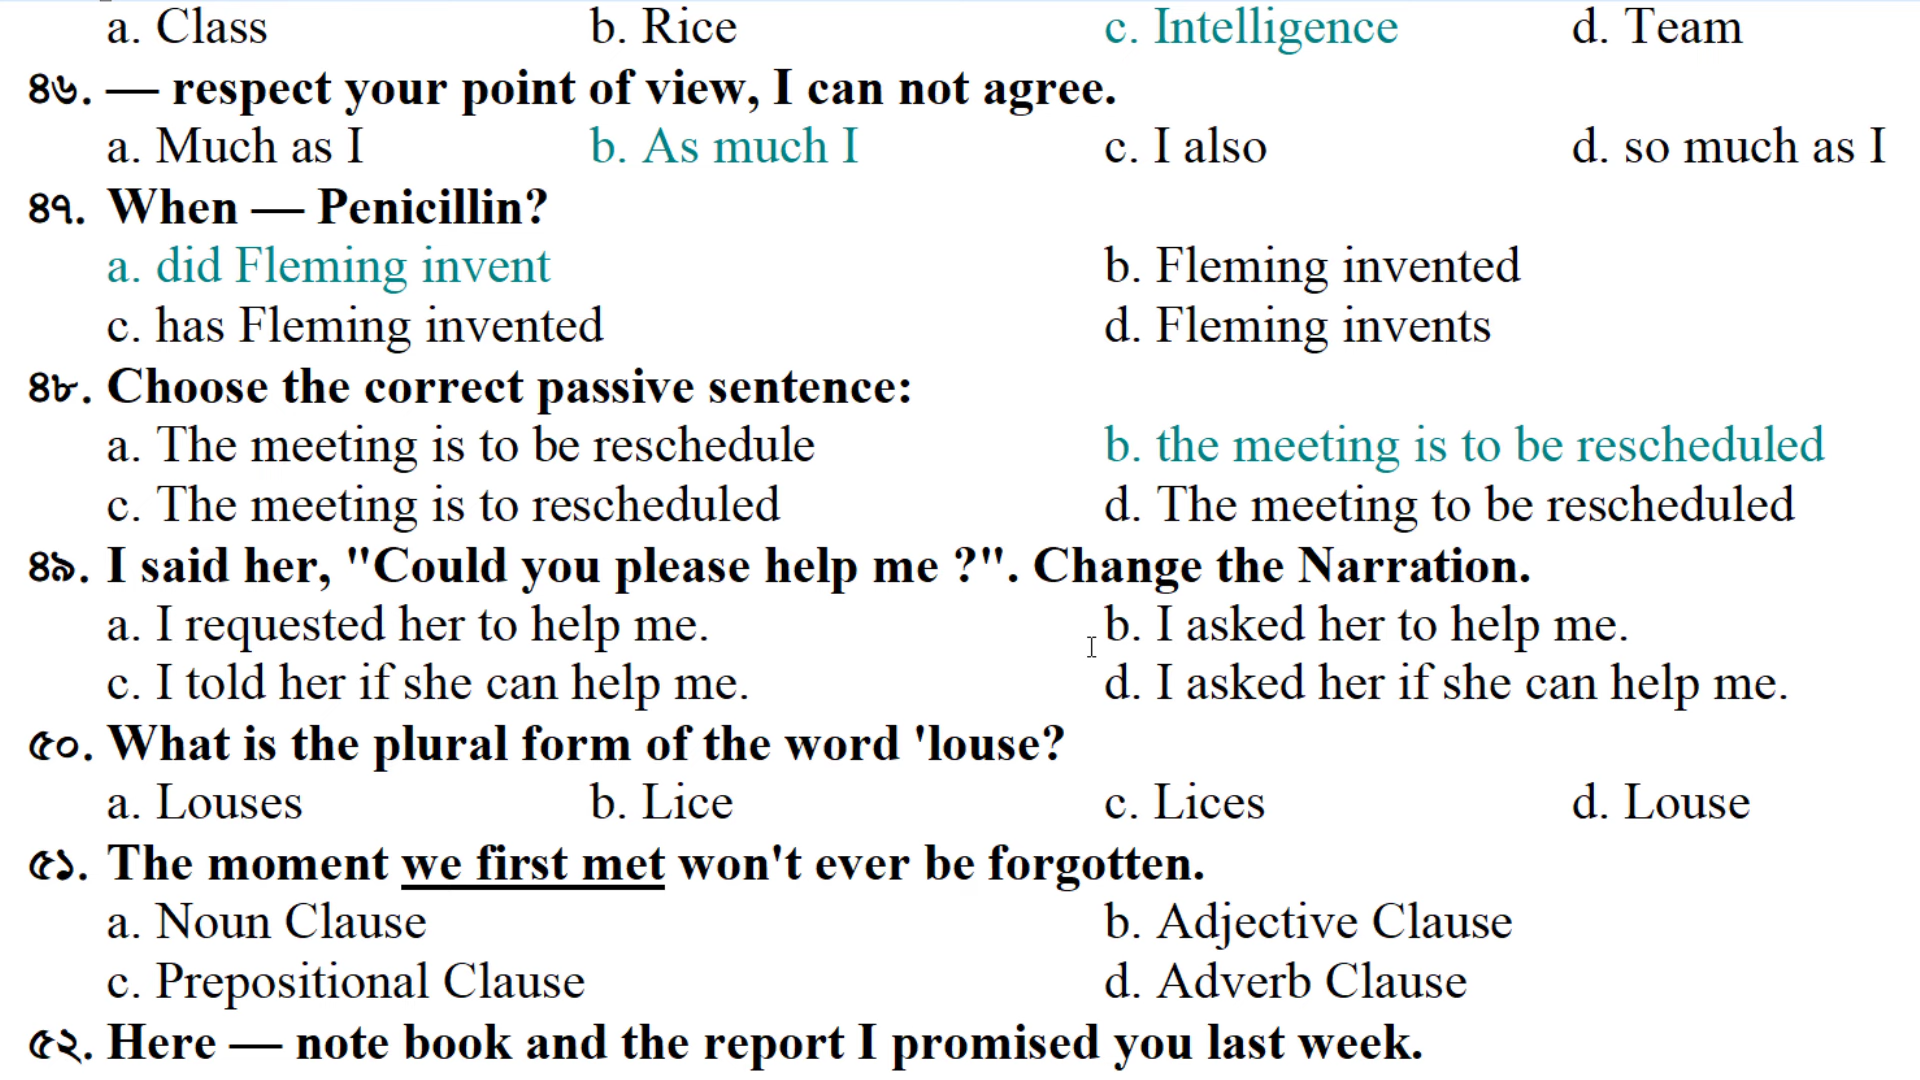 a. Class b. Rice c. Intelligence d. Team
৪৬. — respect your point of view, I can not agree.
a. Much as I b. As much I c. I also d. so much as I
৪৭. When — Penicillin?
a. did Fleming invent b. Fleming invented
c. has Fleming invented d. Fleming invents
৪৮. Choose the correct passive sentence:
a. The meeting is to be reschedule b. the meeting is to be rescheduled
c. The meeting is to rescheduled d. The meeting to be rescheduled
৪৯. I said her, "Could you please help me ?". Change the Narration.
a. I requested her to help me. b. I asked her to help me.
c. I told her if she can help me. d. I asked her if she can help me.
৫০. What is the plural form of the word 'louse?
a. Louses b. Lice c. Lices d. Louse
৫১. The moment we first met won't ever be forgotten.
a. Noun Clause b. Adjective Clause
c. Prepositional Clause d. Adverb Clause
৫২. Here — note book and the report I promised you last week.